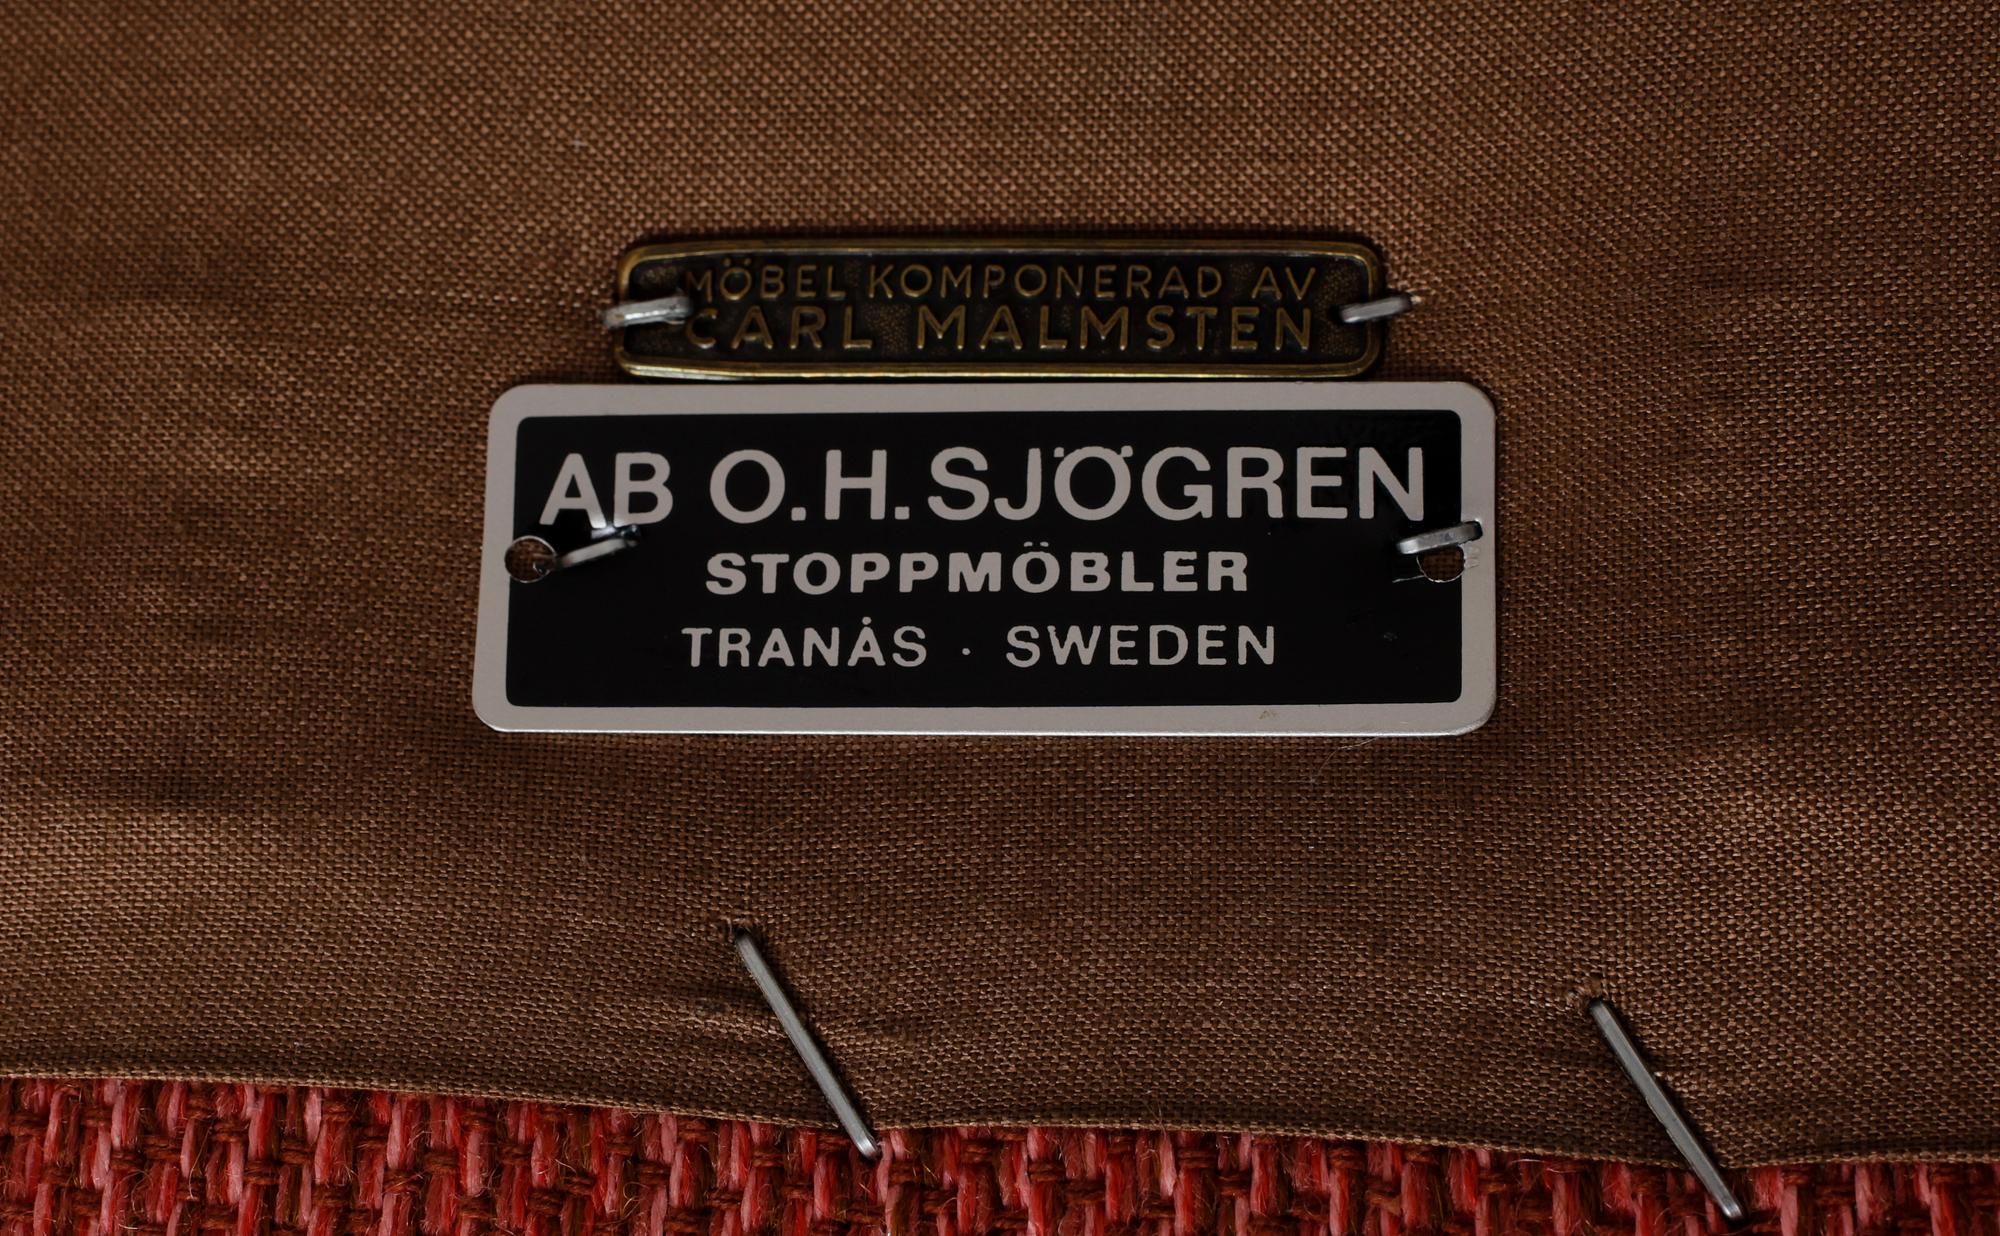 MÖBEL KOMPONERAD AV
CARL MALMSTEN
AB O.H. SJÖGREN
STOPPMÖBLER
TRANÅS · SWEDEN